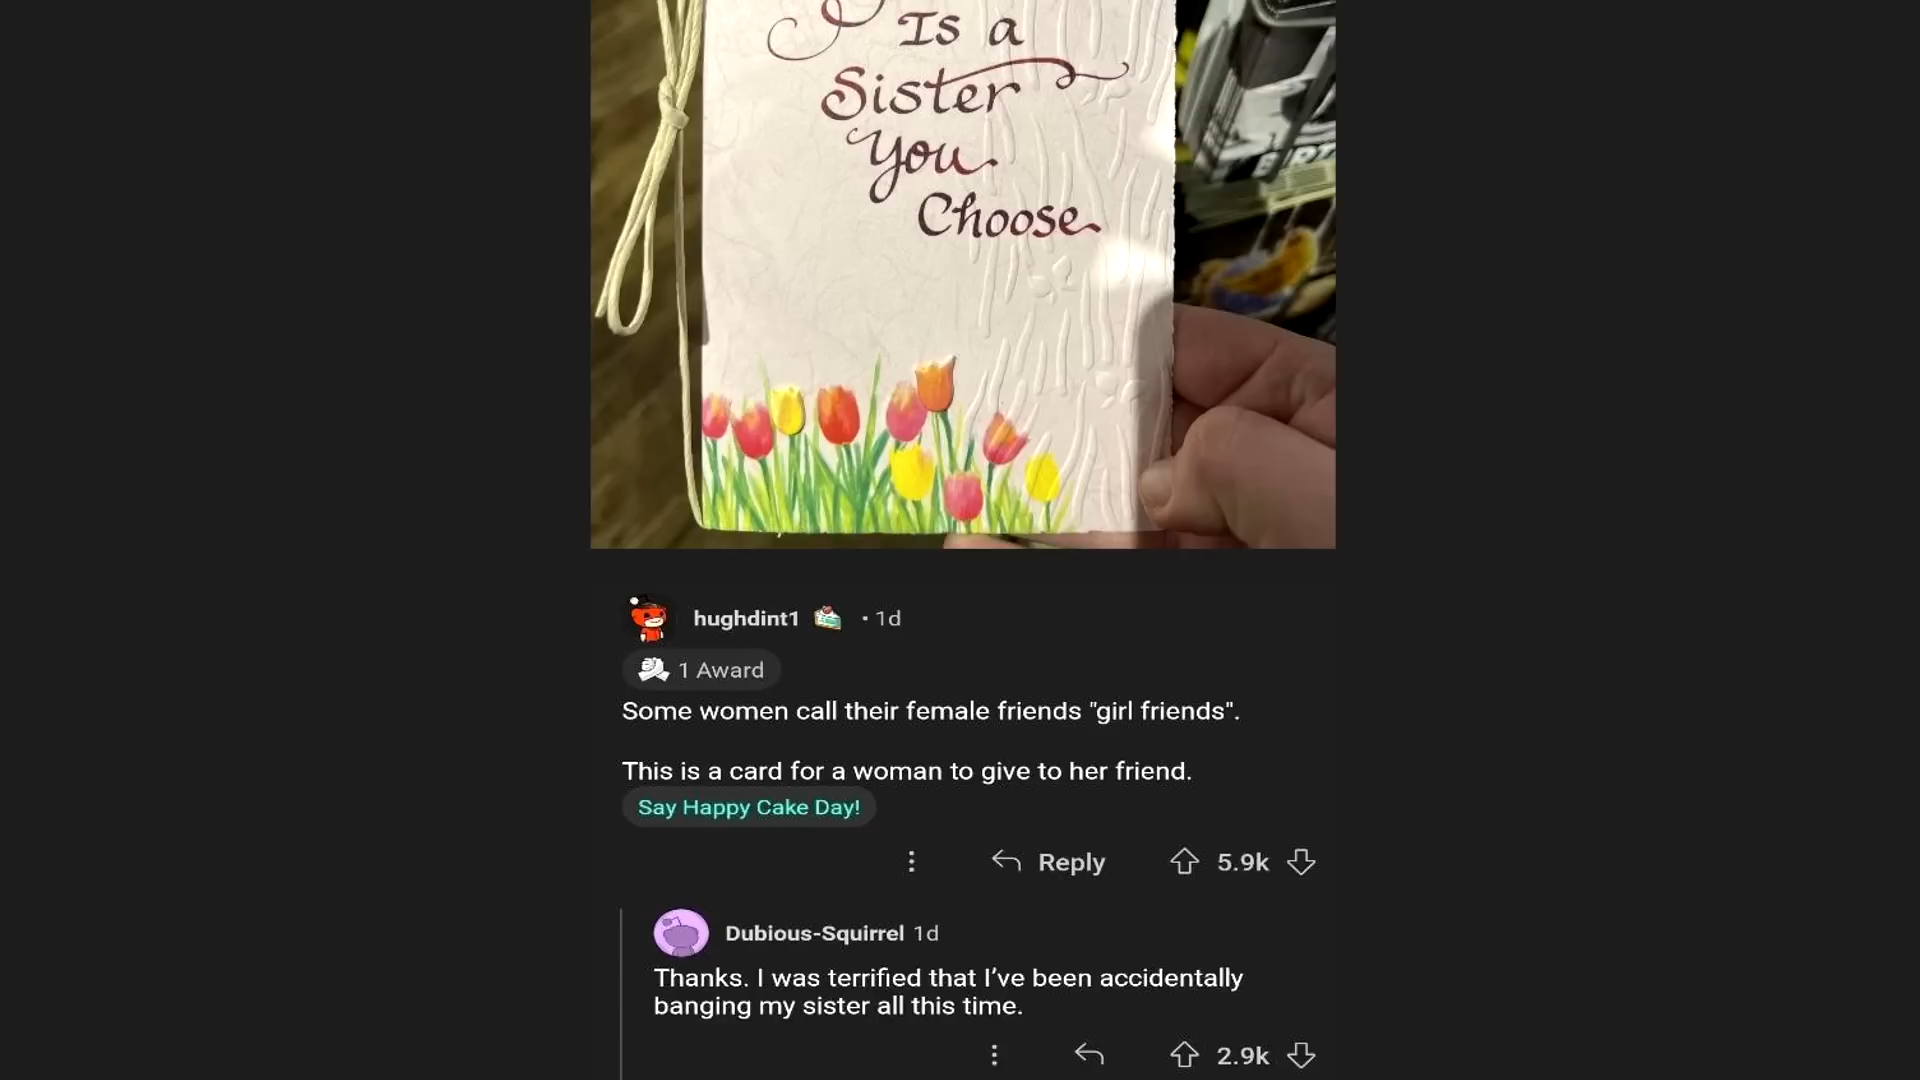 Is a
Sister
You
Choose
hughdint1 • 1d
1 Award
Some women call their female friends "girl friends".
This is a card for a woman to give to her friend.
Say Happy Cake Day!
Reply 5.9k
Dubious-Squirrel 1d
Thanks. I was terrified that I’ve been accidentally
banging my sister all this time.
2.9k